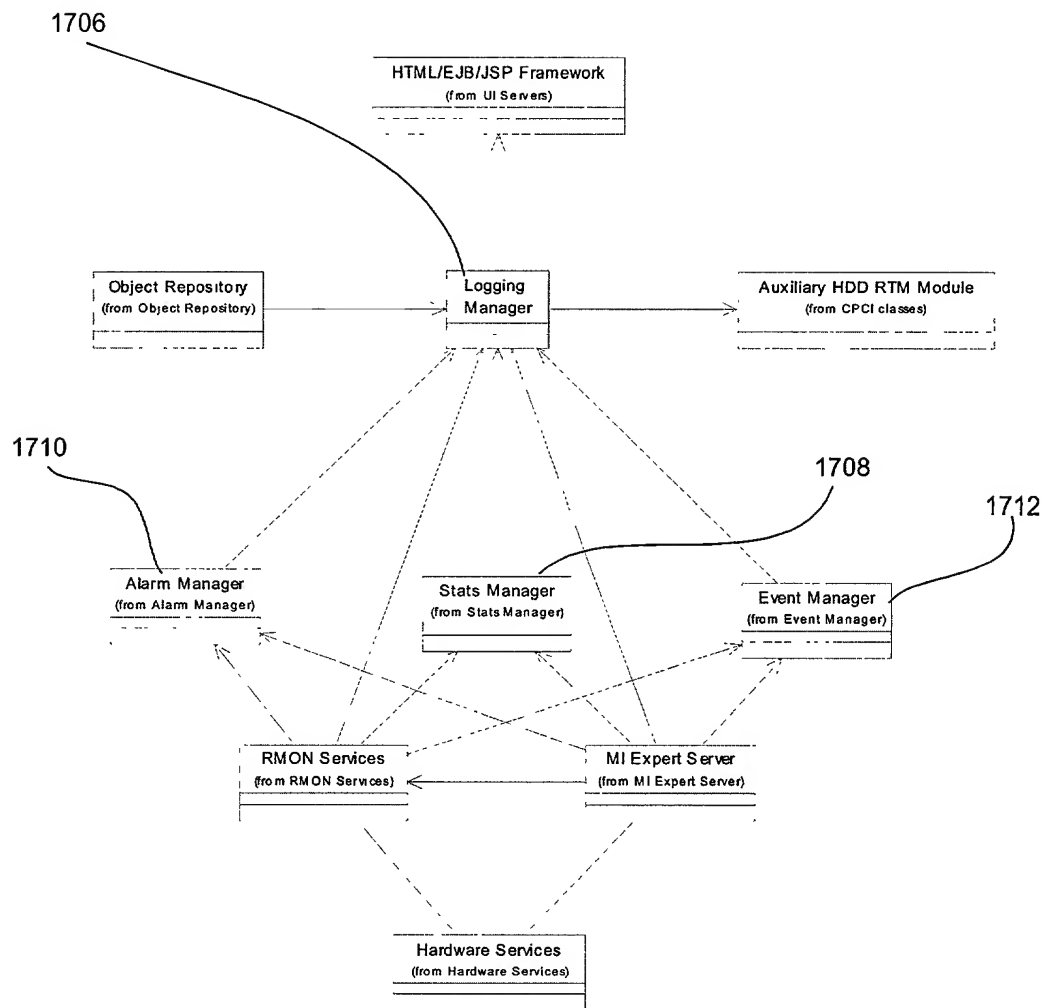 1706
HTML/EJB/JSP Framework
(from UI Servers)
Object Repository
(from Object Repository)
Logging
Manager
Auxiliary HDD RTM Module
(from CPCI classes)
1710
1708
1712
Alarm Manager
(from Alarm Manager)
Stats Manager
(from Stats Manager)
Event Manager
(from Event Manager)
RMON Services
(from RMON Services)
MI Expert Server
(from MI Expert Server)
Hardware Services
(from Hardware Services)